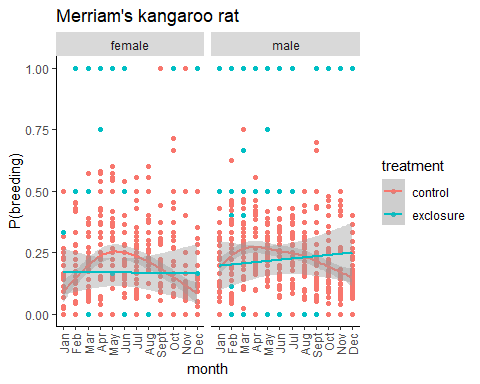 Merriam's kangaroo rat
female male
1.00
0.75
0.50
0.25
0.00
P(breeding)
Jan Feb Mar Apr May Jun Jul Aug Sep Oct Nov Dec Jan Feb Mar Apr May Jun Jul Aug Sep Oct Nov Dec
month
treatment
control
exclosure